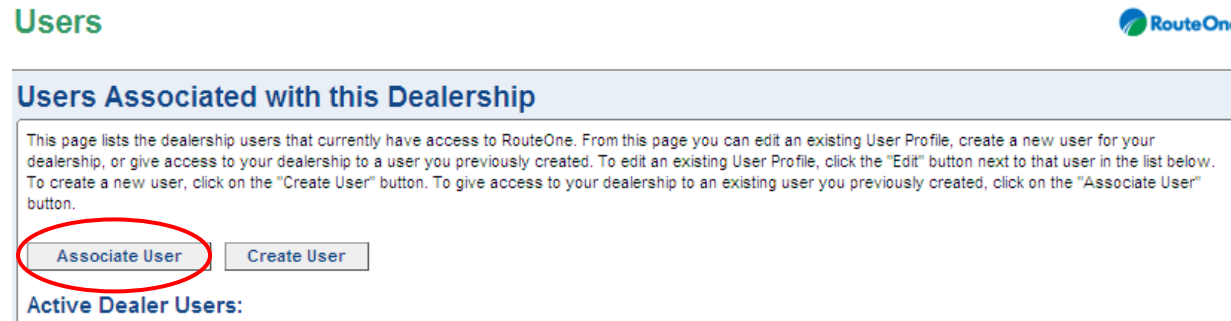 Users
RouteOne
Users Associated with this Dealership
This page lists the dealership users that currently have access to RouteOne. From this page you can edit an existing User Profile, create a new user for your
dealership, or give access to your dealership to a user you previously created. To edit an existing User Profile, click the "Edit" button next to that user in the list below.
To create a new user, click on the "Create User" button. To give access to your dealership to an existing user you previously created, click on the "Associate User"
button.
Associate User Create User
Active Dealer Users: